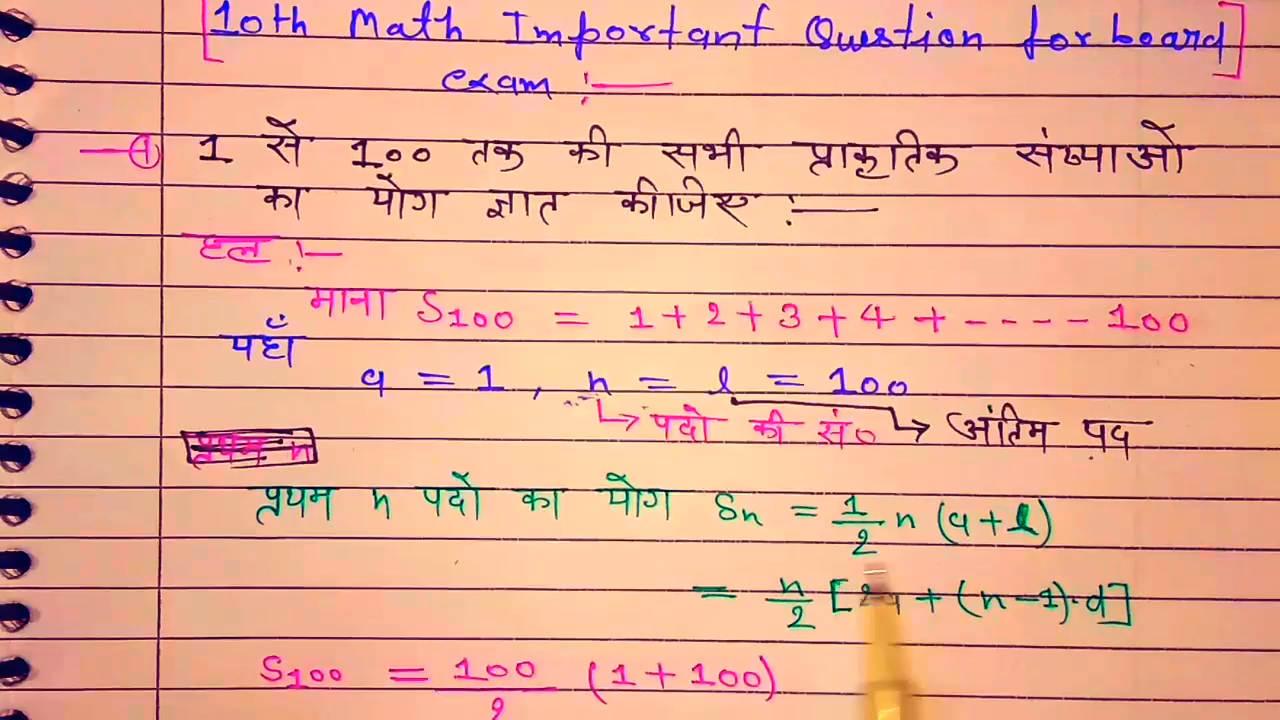 [10th Math Important Question for board]
exam :—
—① 1 से 100 तक की सभी प्राकृतिक संख्याओ
का योग ज्ञात कीजिए :—
हल :—
माना S₁₀₀ = 1 + 2 + 3 + 4 + ---- 100
यहाँ
a = 1 , n = l = 100
↳ पदो की सं० ↳ अंतिम पद
प्रथम n पदो का योग Sn = 1/2 n (a + l)
= n/2 [2a + (n-1)·d]
S₁₀₀ = 100/2 (1 + 100)